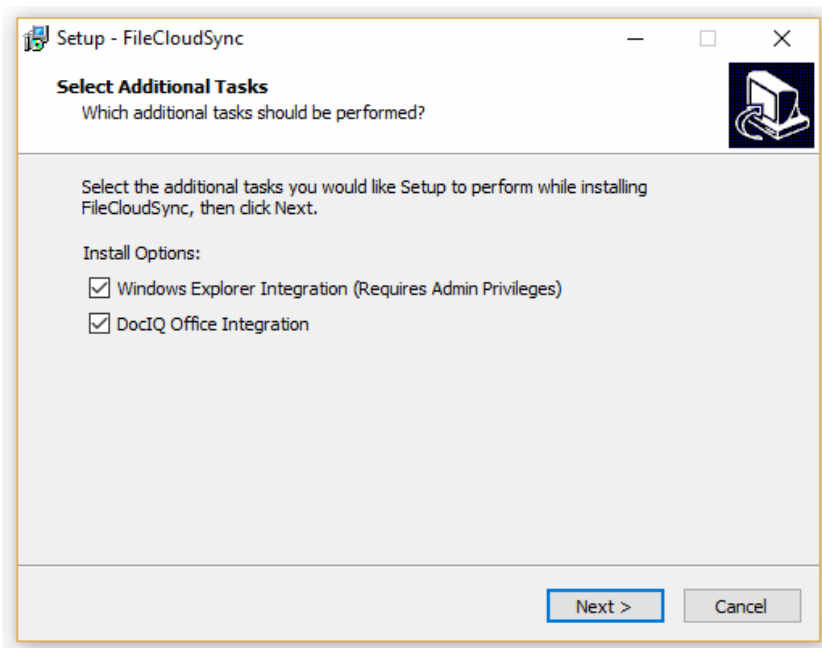 Setup - FileCloudSync
Select Additional Tasks
Which additional tasks should be performed?
Select the additional tasks you would like Setup to perform while installing
FileCloudSync, then click Next.
Install Options:
Windows Explorer Integration (Requires Admin Privileges)
DocIQ Office Integration
Next >
Cancel